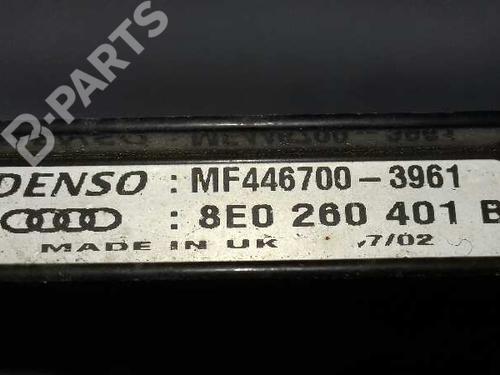 B-PARTS
DENSO : MF446700-3961
: 8E0 260 401 B
MADE IN UK 7/02